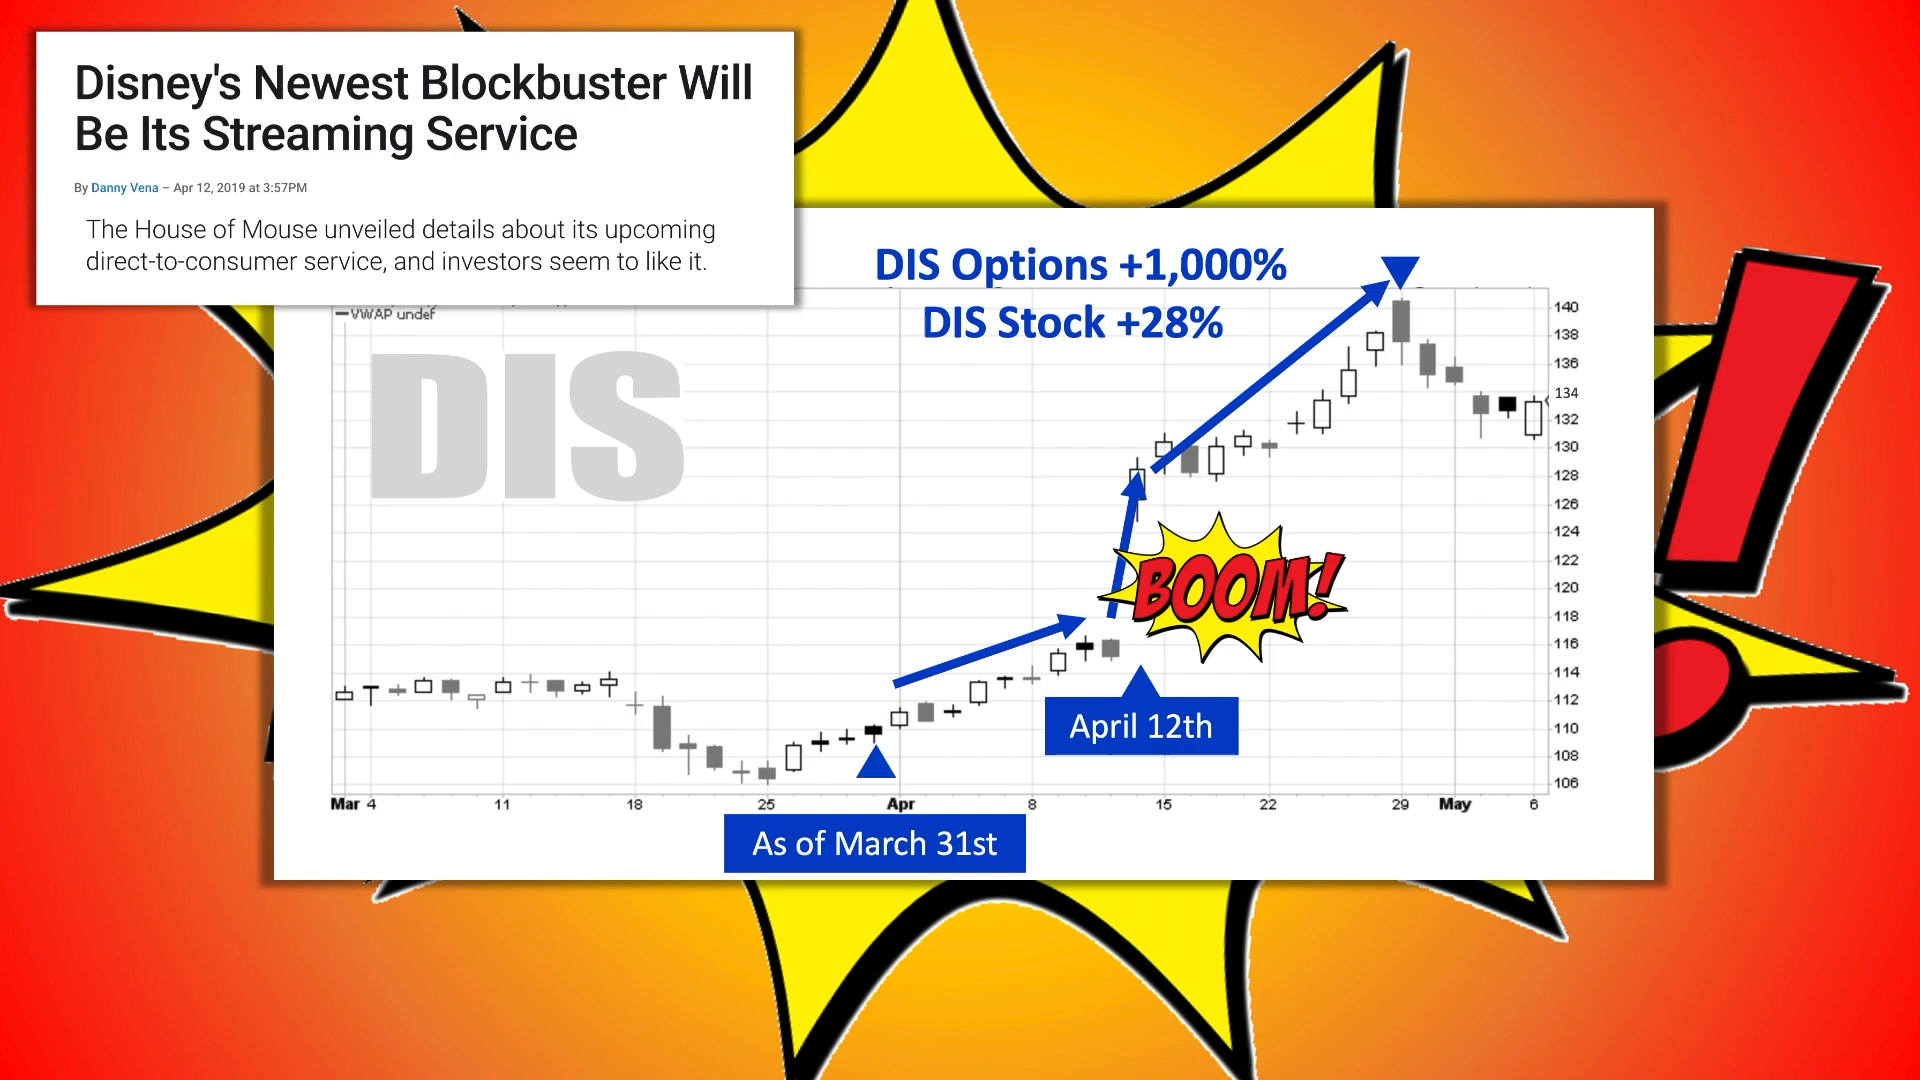 Disney's Newest Blockbuster Will
Be Its Streaming Service
By Danny Vena – Apr 12, 2019 at 3:57PM
The House of Mouse unveiled details about its upcoming
direct-to-consumer service, and investors seem to like it.
DIS Options +1,000%
DIS Stock +28%
VWAP undef
DIS
140
138
136
134
132
130
128
126
124
122
120
118
116
114
112
110
108
106
BOOM!
April 12th
Mar 4 11 18 25 Apr 8 15 22 29 May 6
As of March 31st